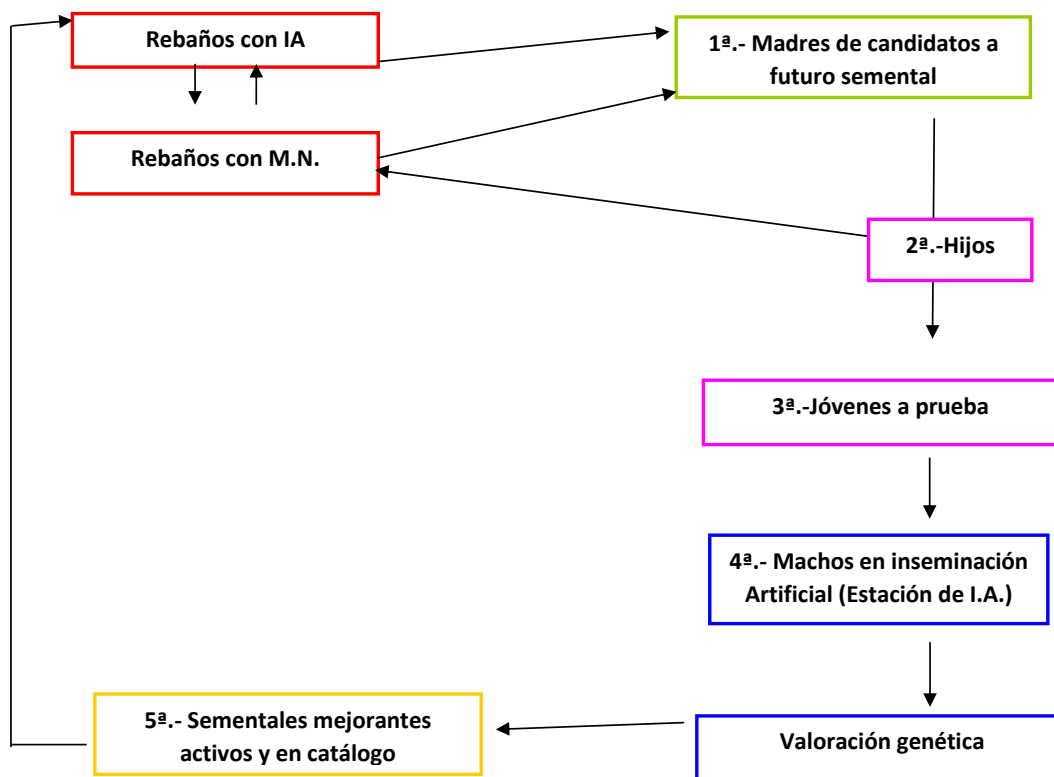 Rebaños con IA
1ª.- Madres de candidatos a
futuro semental
Rebaños con M.N.
2ª.-Hijos
3ª.-Jóvenes a prueba
4ª.- Machos en inseminación
Artificial (Estación de I.A.)
5ª.- Sementales mejorantes
activos y en catálogo
Valoración genética